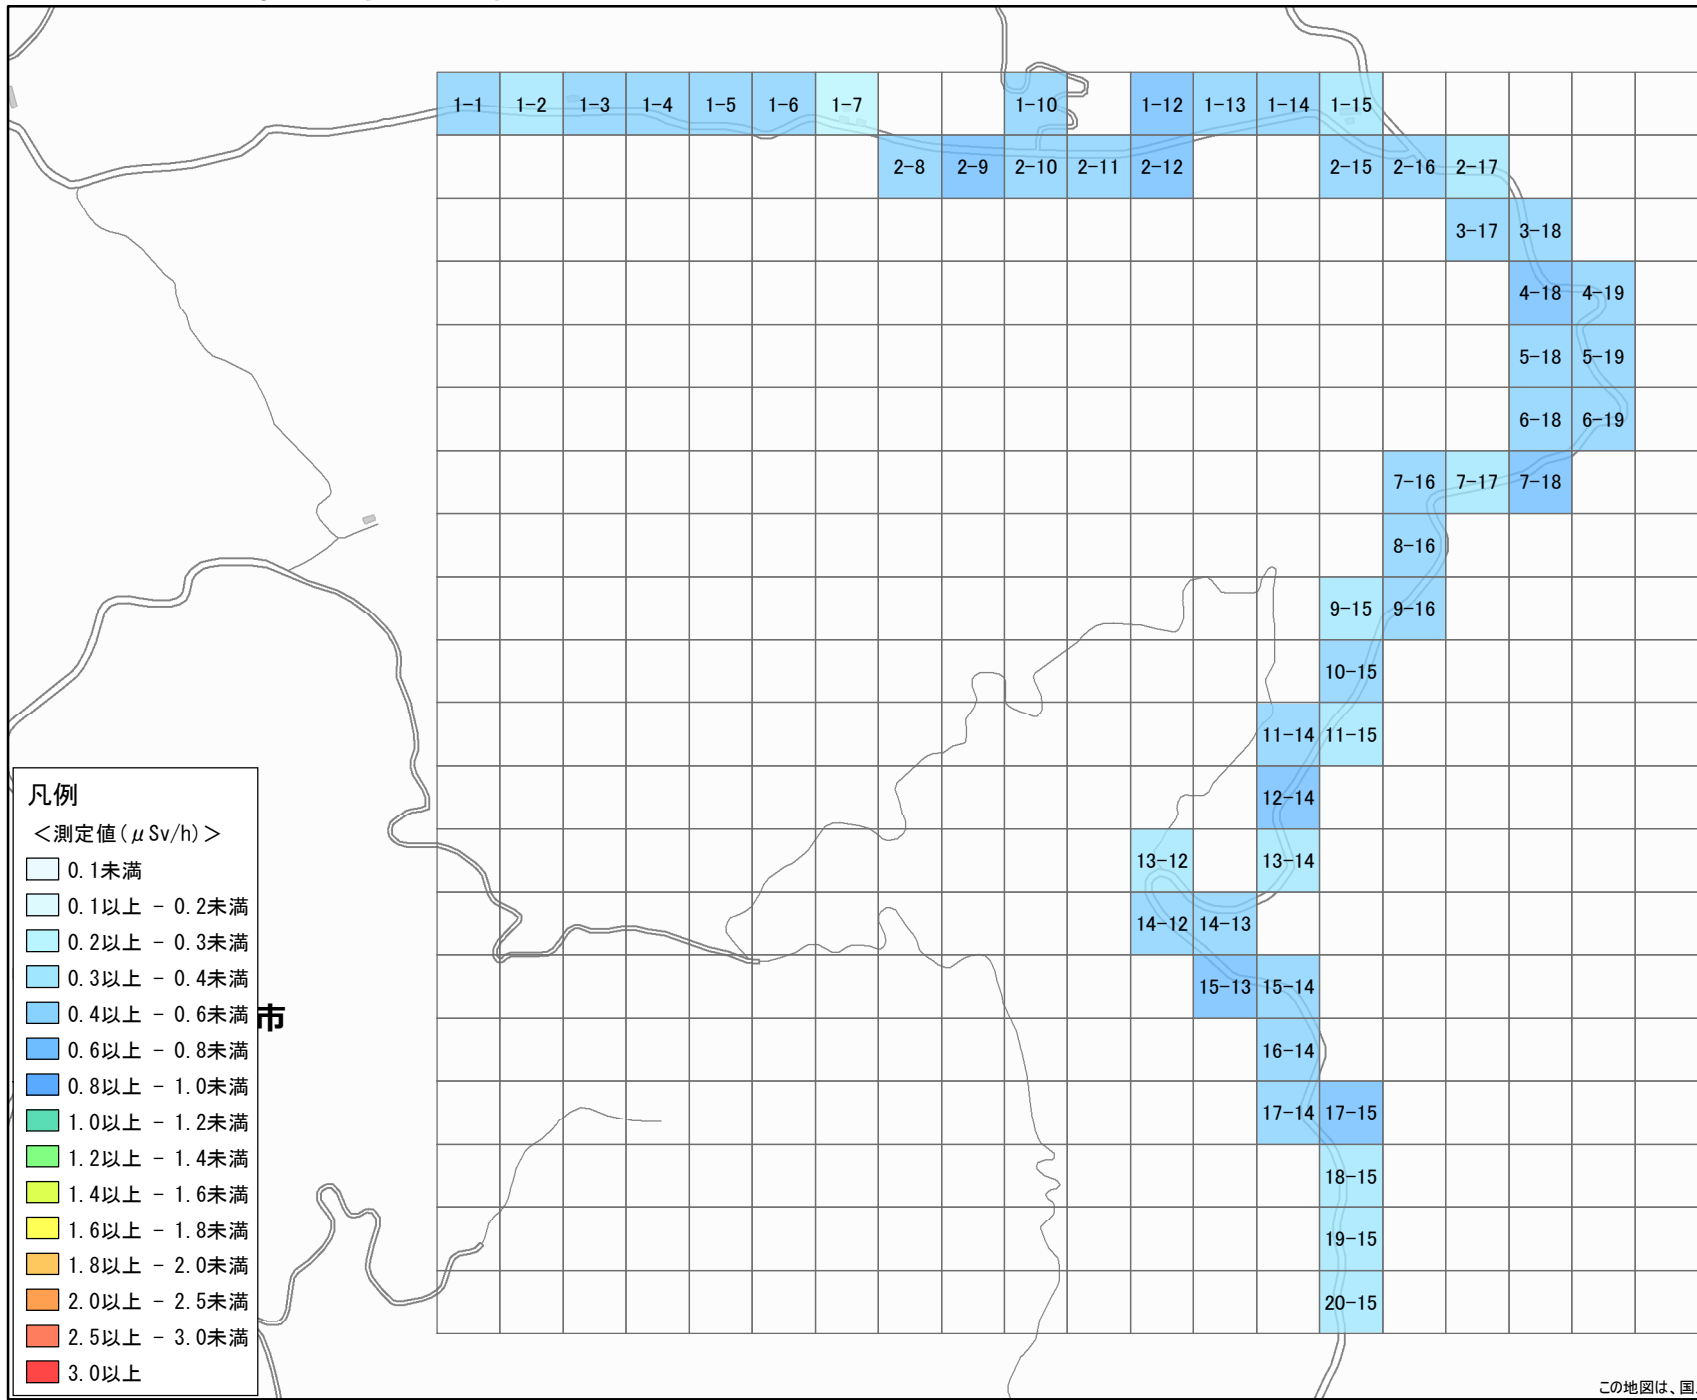 1-1 1-2 1-3 1-4 1-5 1-6 1-7 1-10 1-12 1-13 1-14 1-15
2-8 2-9 2-10 2-11 2-12 2-15 2-16 2-17
3-17 3-18
4-18 4-19
5-18 5-19
6-18 6-19
7-16 7-17 7-18
8-16
9-15 9-16
10-15
11-14 11-15
12-14
13-12 13-14
14-12 14-13
15-13 15-14
16-14
17-14 17-15
18-15
19-15
20-15
凡例
<測定値(μSv/h)>
0.1未満
0.1以上 - 0.2未満
0.2以上 - 0.3未満
0.3以上 - 0.4未満
0.4以上 - 0.6未満
0.6以上 - 0.8未満
0.8以上 - 1.0未満
1.0以上 - 1.2未満
1.2以上 - 1.4未満
1.4以上 - 1.6未満
1.6以上 - 1.8未満
1.8以上 - 2.0未満
2.0以上 - 2.5未満
2.5以上 - 3.0未満
3.0以上
市
この地図は、国